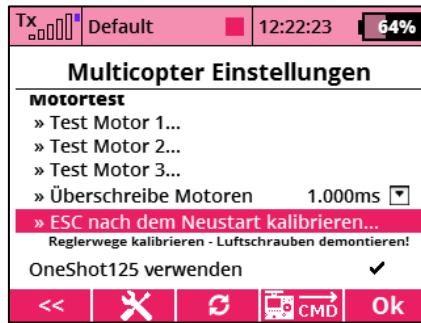 Tx Default 12:22:23 64%
Multicopter Einstellungen
Motortest
» Test Motor 1...
» Test Motor 2...
» Test Motor 3...
» Überschreibe Motoren 1.000ms
» ESC nach dem Neustart kalibrieren...
Reglerwege kalibrieren - Luftschrauben demontieren!
OneShot125 verwenden
<< CMD Ok